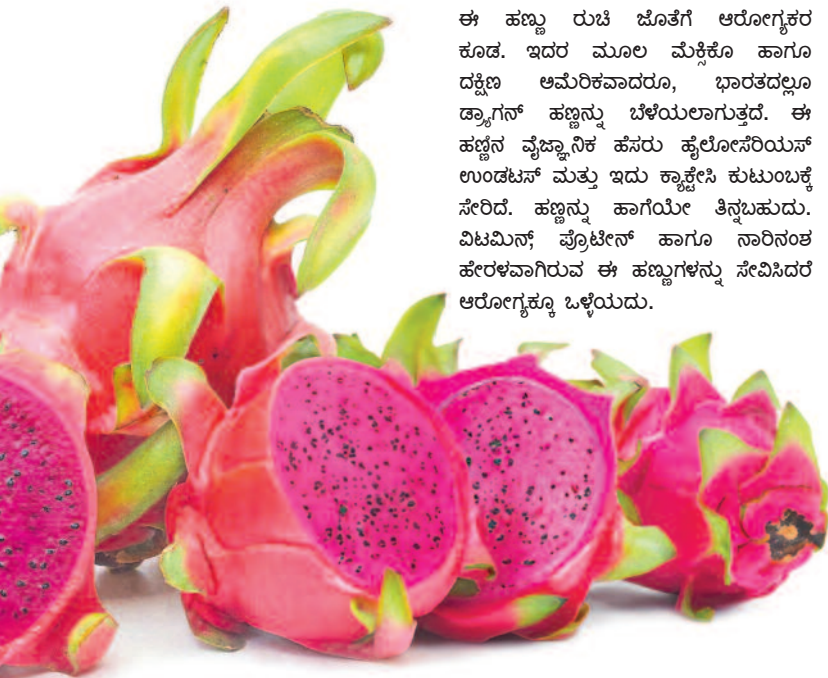 ಈ ಹಣ್ಣು ರುಚಿ ಜೊತೆಗೆ ಆರೋಗ್ಯಕರ
ಕೂಡ. ಇದರ ಮೂಲ ಮೆಕ್ಸಿಕೊ ಹಾಗೂ
ದಕ್ಷಿಣ ಅಮೆರಿಕವಾದರೂ, ಭಾರತದಲ್ಲೂ
ಡ್ರ್ಯಾಗನ್ ಹಣ್ಣನ್ನು ಬೆಳೆಯಲಾಗುತ್ತದೆ. ಈ
ಹಣ್ಣಿನ ವೈಜ್ಞಾನಿಕ ಹೆಸರು ಹೈಲೋಸೆರಿಯಸ್
ಉಂಡಟಸ್ ಮತ್ತು ಇದು ಕ್ಯಾಕ್ಟೇಸಿ ಕುಟುಂಬಕ್ಕೆ
ಸೇರಿದೆ. ಹಣ್ಣನ್ನು ಹಾಗೆಯೇ ತಿನ್ನಬಹುದು.
ವಿಟಮಿನ್, ಪ್ರೊಟೀನ್ ಹಾಗೂ ನಾರಿನಂಶ
ಹೇರಳವಾಗಿರುವ ಈ ಹಣ್ಣುಗಳನ್ನು ಸೇವಿಸಿದರೆ
ಆರೋಗ್ಯಕ್ಕೂ ಒಳ್ಳೆಯದು.